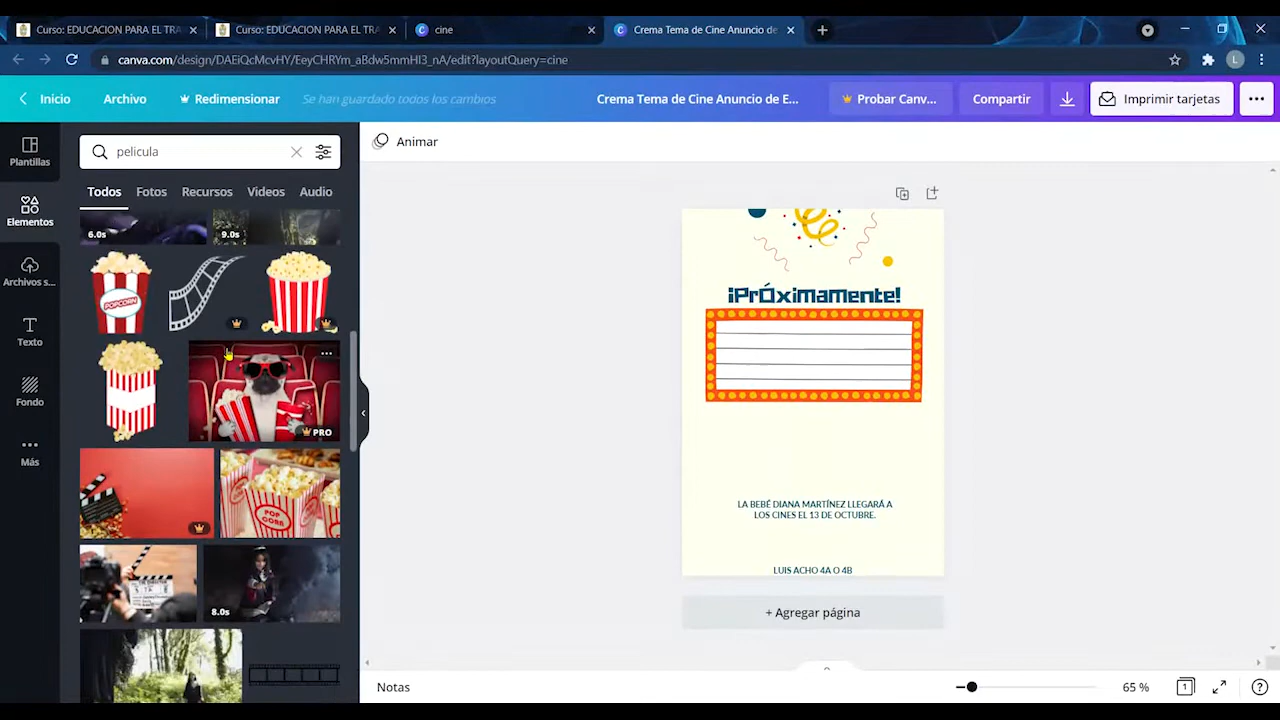 Curso: EDUCACION PARA EL TRA
Curso: EDUCACION PARA EL TRA
cine
Crema Tema de Cine Anuncio de
canva.com/design/DAEiQcMcvHY/EeyCHRYm_aBdw5mmHI3_nA/edit?layoutQuery=cine
L
Inicio
Archivo
Redimensionar
Se han guardado todos los cambios
Crema Tema de Cine Anuncio de E...
Probar Canv...
Compartir
Imprimir tarjetas
Plantillas
Elementos
Archivos s...
Texto
Fondo
Más
pelicula
Todos
Fotos
Recursos
Videos
Audio
6.0s
9.0s
POPCORN
PRO
POP
CORN
8.0s
Animar
¡PrÓximamente!
LA BEBÉ DIANA MARTÍNEZ LLEGARÁ A
LOS CINES EL 13 DE OCTUBRE.
LUIS ACHO 4A O 4B
+ Agregar página
Notas
65 %
1